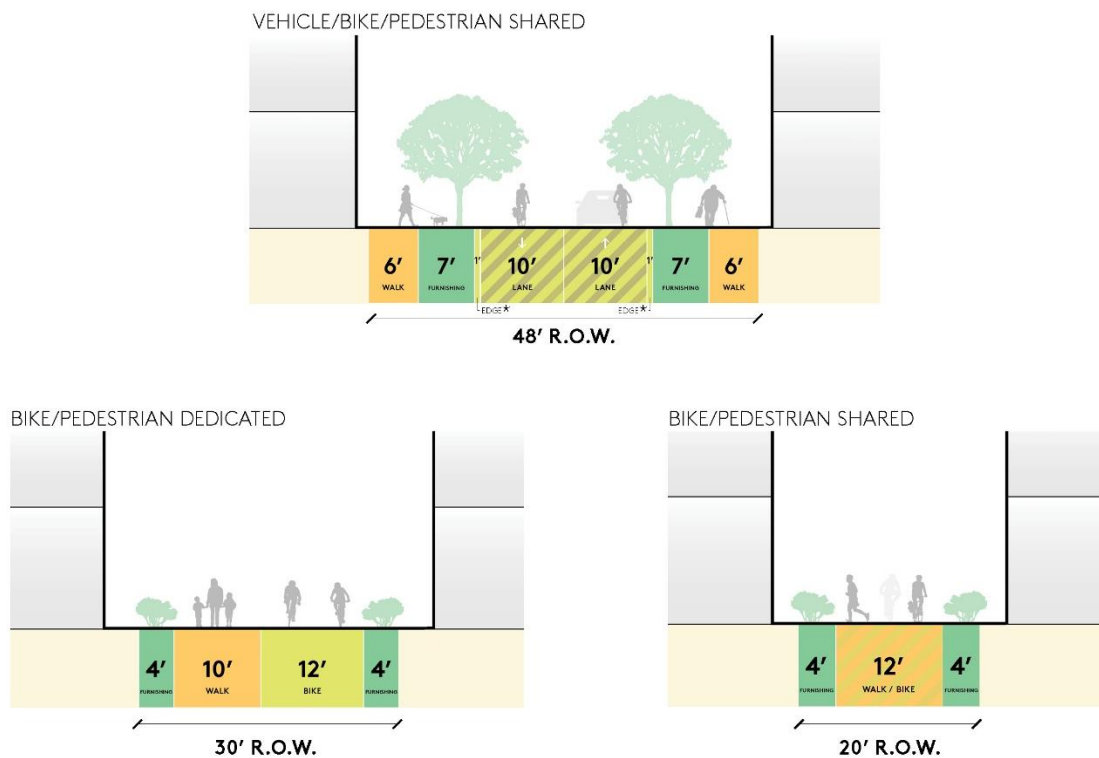 VEHICLE/BIKE/PEDESTRIAN SHARED
6' 7' 1' 10' 10' 1' 7' 6'
WALK FURNISHING LANE LANE FURNISHING WALK
EDGE* EDGE*
48' R.O.W.
BIKE/PEDESTRIAN DEDICATED
4' 10' 12' 4'
FURNISHING WALK BIKE FURNISHING
30' R.O.W.
BIKE/PEDESTRIAN SHARED
4' 12' 4'
FURNISHING WALK / BIKE FURNISHING
20' R.O.W.